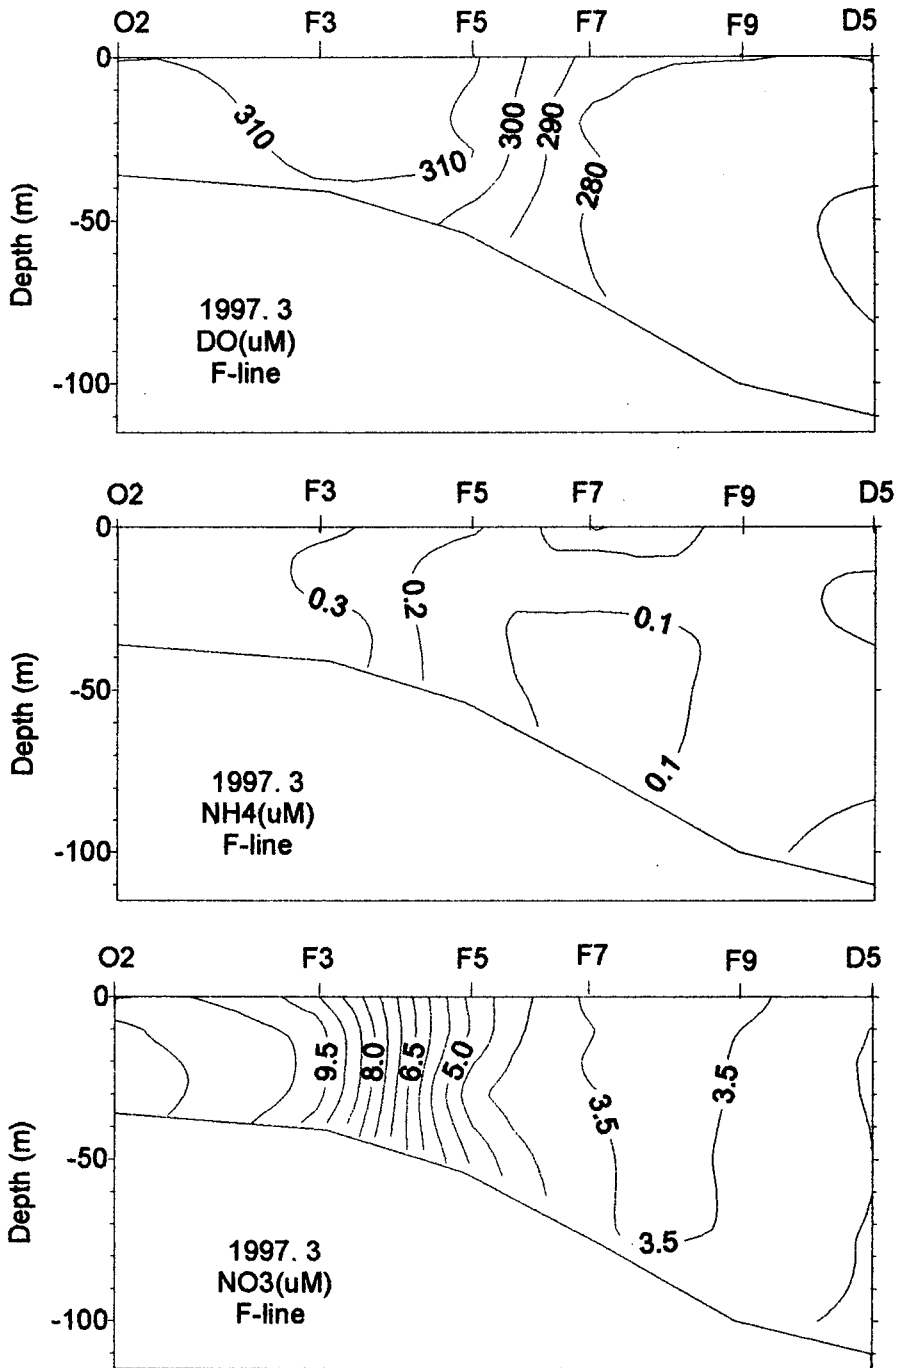 O2 F3 F5 F7 F9 D5
0
310
310
300
290
280
-50
-100
Depth (m)
1997. 3
DO(uM)
F-line
O2 F3 F5 F7 F9 D5
0
0.3
0.2
0.1
0.1
-50
-100
Depth (m)
1997. 3
NH4(uM)
F-line
O2 F3 F5 F7 F9 D5
0
9.5
8.0
6.5
5.0
3.5
3.5
3.5
-50
-100
Depth (m)
1997. 3
NO3(uM)
F-line